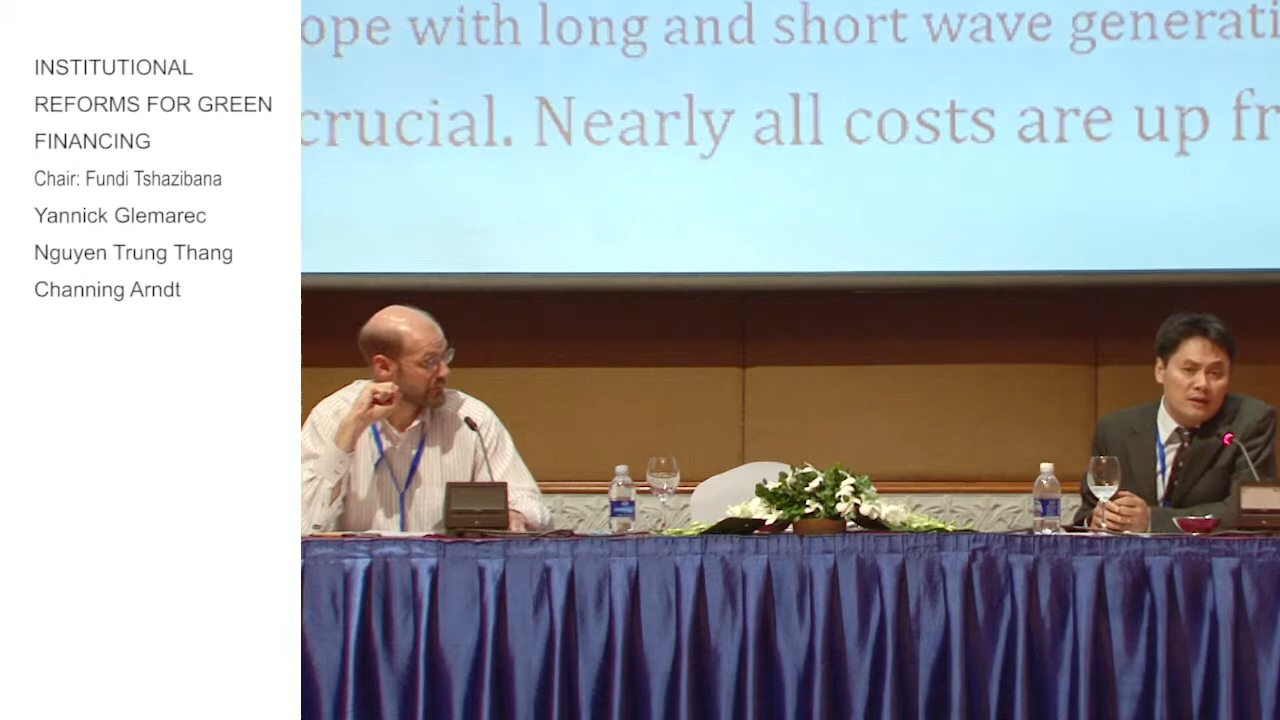 INSTITUTIONAL
REFORMS FOR GREEN
FINANCING
Chair: Fundi Tshazibana
Yannick Glemarec
Nguyen Trung Thang
Channing Arndt
ope with long and short wave generati
crucial. Nearly all costs are up fr